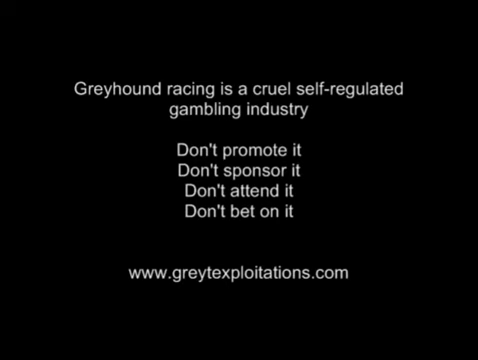 Greyhound racing is a cruel self-regulated
gambling industry
Don't promote it
Don't sponsor it
Don't attend it
Don't bet on it
www.greytexploitations.com